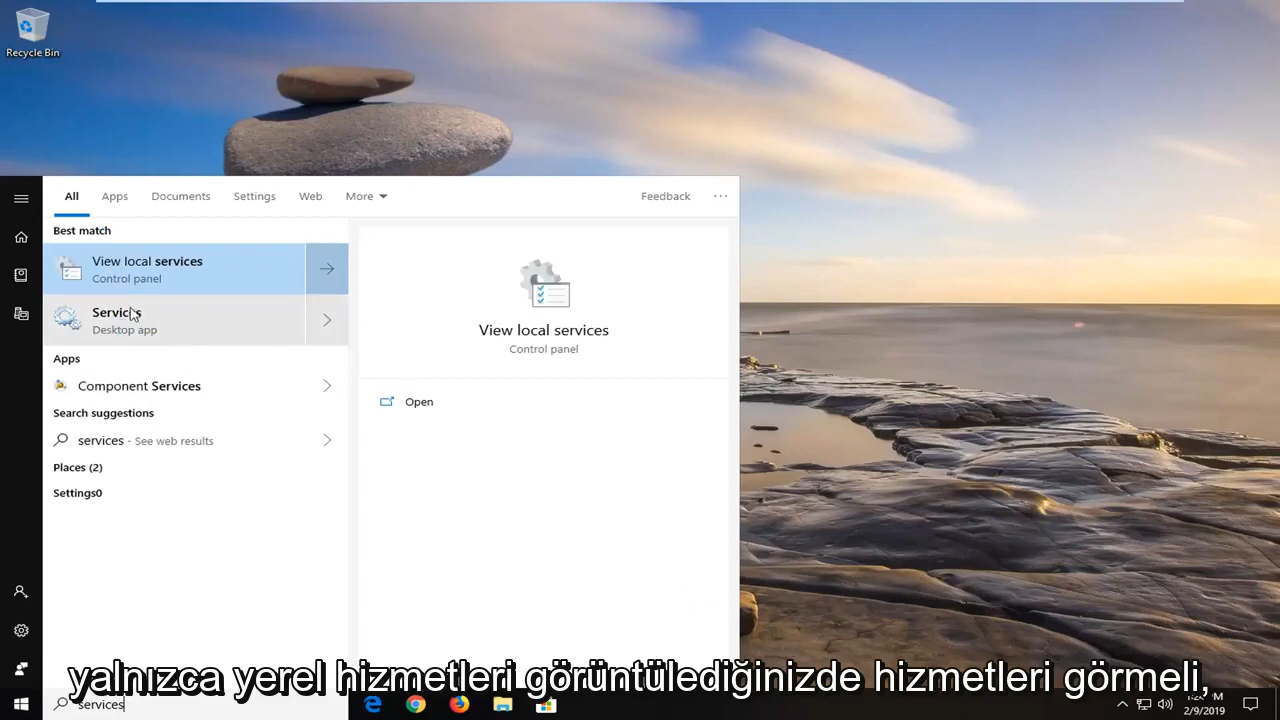 Recycle Bin
All Apps Documents Settings Web More Feedback ...
Best match
View local services
Control panel
Services
Desktop app
Apps
Component Services
Search suggestions
services - See web results
Places (2)
Settings0
View local services
Control panel
Open
yalnızca yerel hizmetleri görüntülediğinizde hizmetleri görmeli,
services
2/9/2019